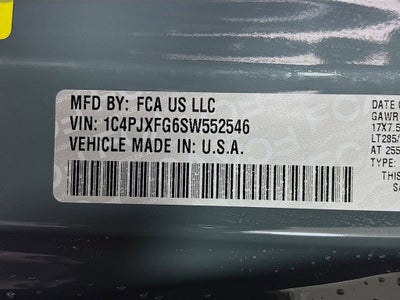 MFD BY: FCA US LLC
VIN: 1C4PJXFG6SW552546
VEHICLE MADE IN: U.S.A.
DATE O
GAWR
17X7.5
LT285/
AT 255
TYPE:
THIS
SA